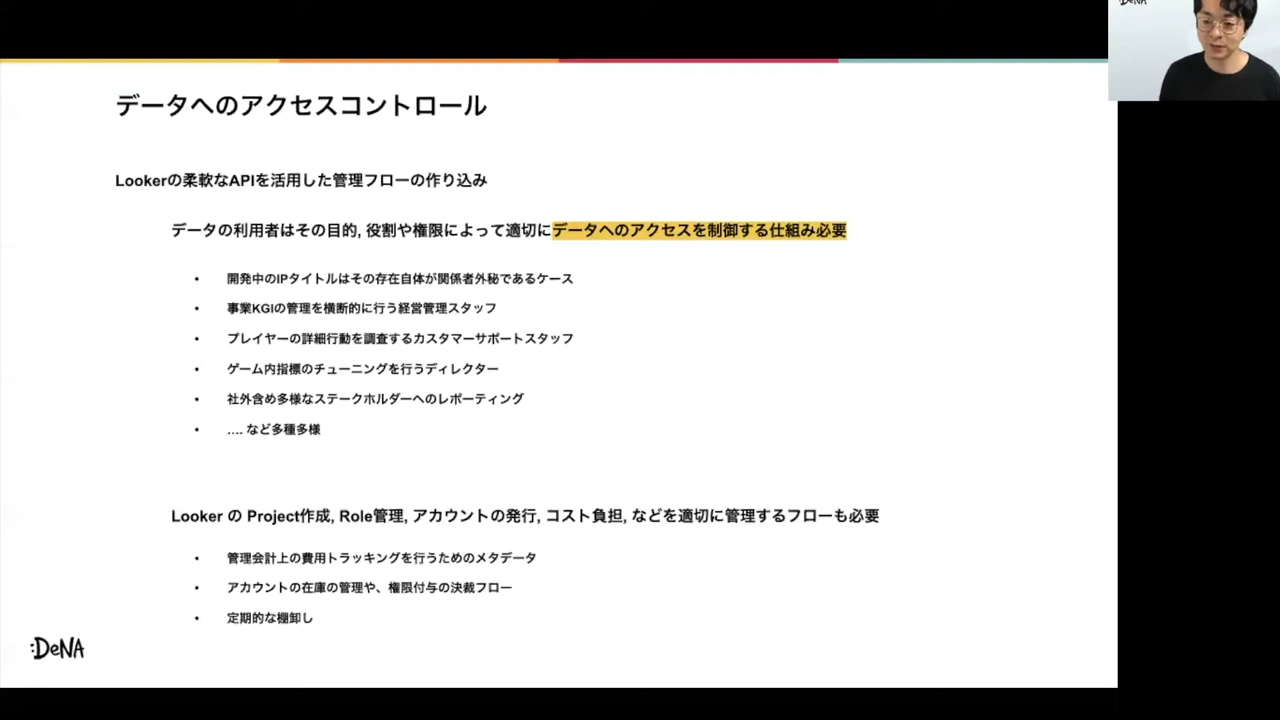 データへのアクセスコントロール
Lookerの柔軟なAPIを活用した管理フローの作り込み
データの利用者はその目的, 役割や権限によって適切にデータへのアクセスを制御する仕組み必要
• 開発中のIPタイトルはその存在自体が関係者外秘であるケース
• 事業KGIの管理を横断的に行う経営管理スタッフ
• プレイヤーの詳細行動を調査するカスタマーサポートスタッフ
• ゲーム内指標のチューニングを行うディレクター
• 社外含め多様なステークホルダーへのレポーティング
• …. など多種多様
Looker の Project作成, Role管理, アカウントの発行, コスト負担, などを適切に管理するフローも必要
• 管理会計上の費用トラッキングを行うためのメタデータ
• アカウントの在庫の管理や、権限付与の決裁フロー
• 定期的な棚卸し
:DeNA
:DeNA